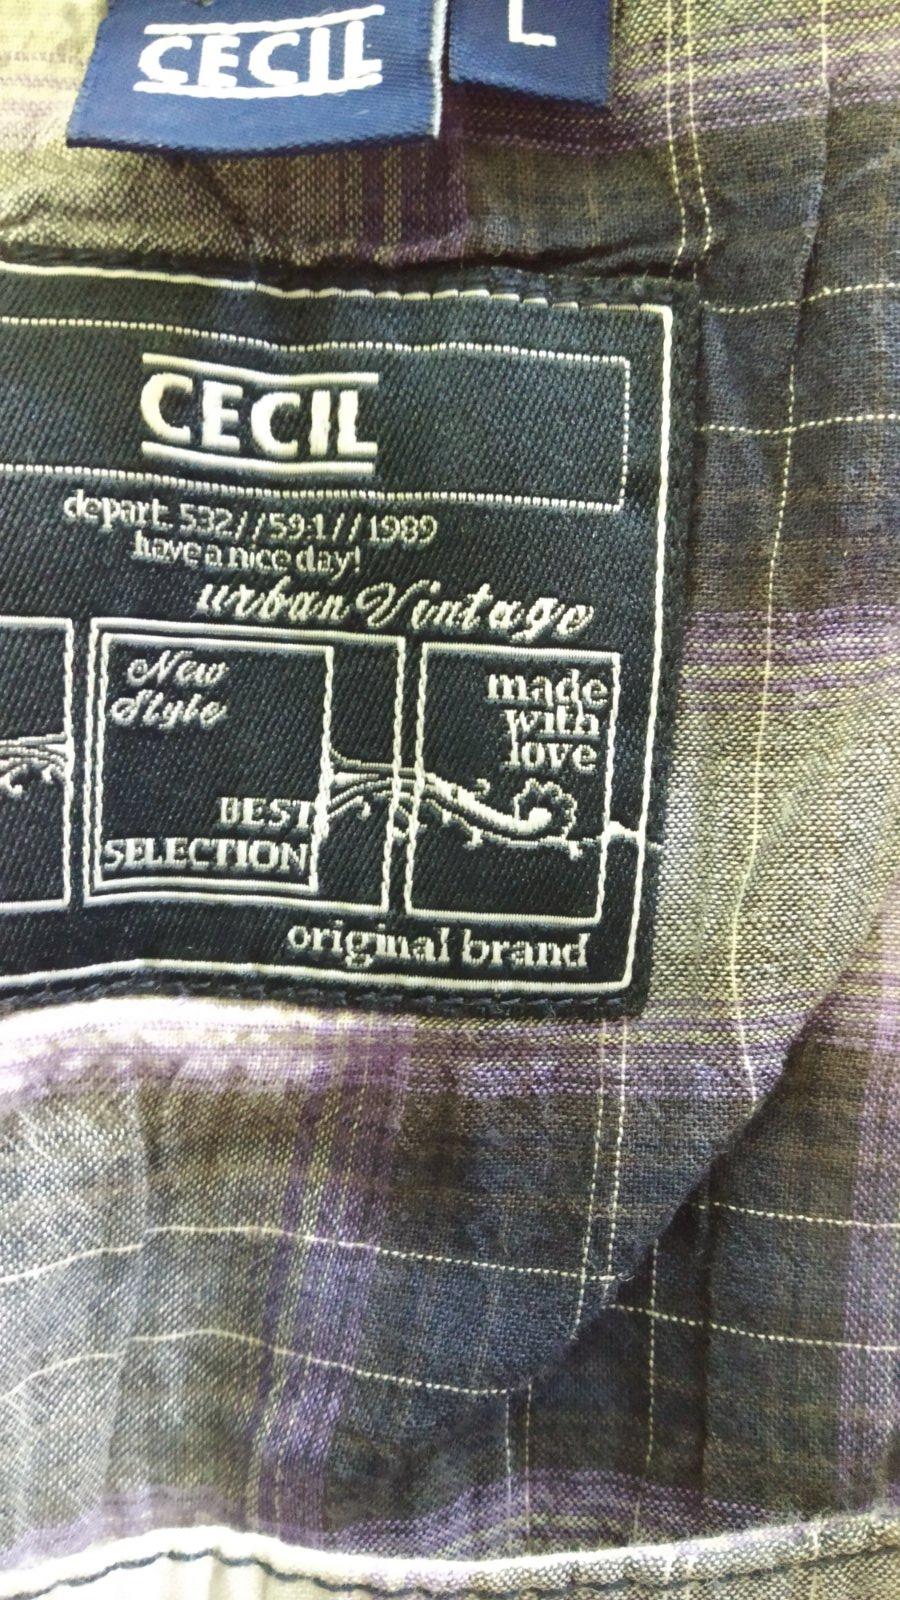 CECIL
L
CECIL
depart. 532//59.1//1989
have a nice day!
urban Vintage
New
Style
BEST
SELECTION
made
with
love
original brand